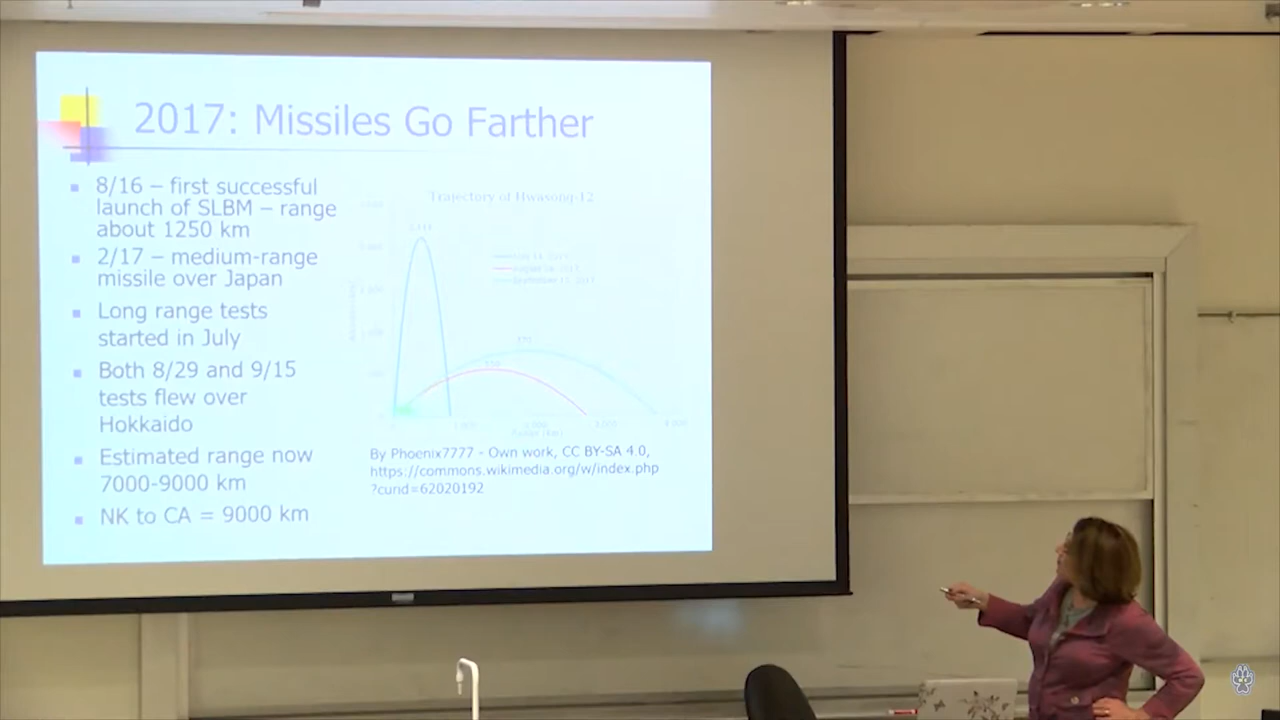 2017: Missiles Go Farther
8/16 – first successful
launch of SLBM – range
about 1250 km
2/17 – medium-range
missile over Japan
Long range tests
started in July
Both 8/29 and 9/15
tests flew over
Hokkaido
Estimated range now
7000-9000 km
NK to CA = 9000 km
Trajectory of Hwasong-12
By Phoenix7777 - Own work, CC BY-SA 4.0,
https://commons.wikimedia.org/w/index.php
?curid=62020192